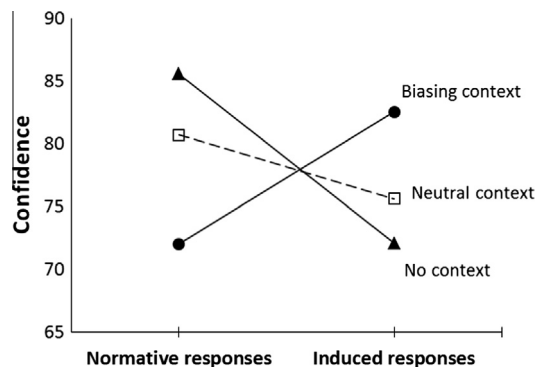 90
85
80
75
70
65
Confidence
Biasing context
Neutral context
No context
Normative responses
Induced responses